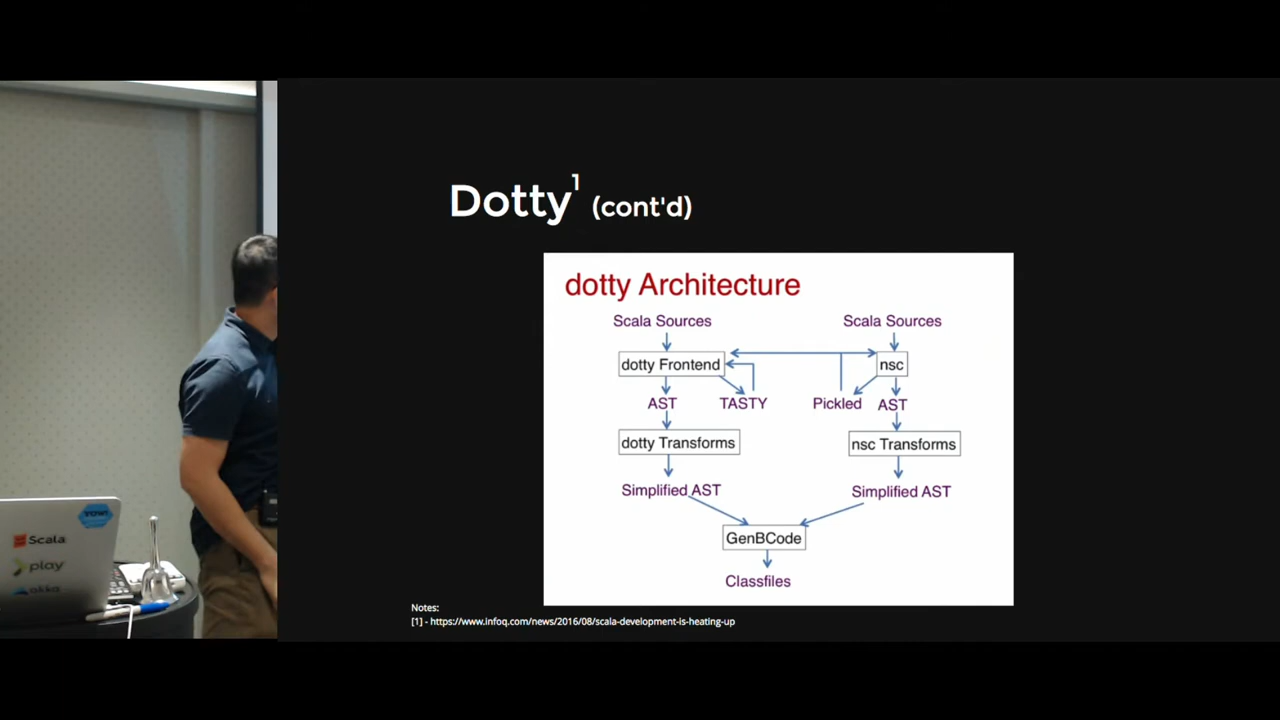 Dotty1 (cont'd)
dotty Architecture
Scala Sources Scala Sources
dotty Frontend nsc
AST TASTY Pickled AST
dotty Transforms nsc Transforms
Simplified AST Simplified AST
GenBCode
Classfiles
Notes:
[1] - https://www.infoq.com/news/2016/08/scala-development-is-heating-up
Scala
play
akka